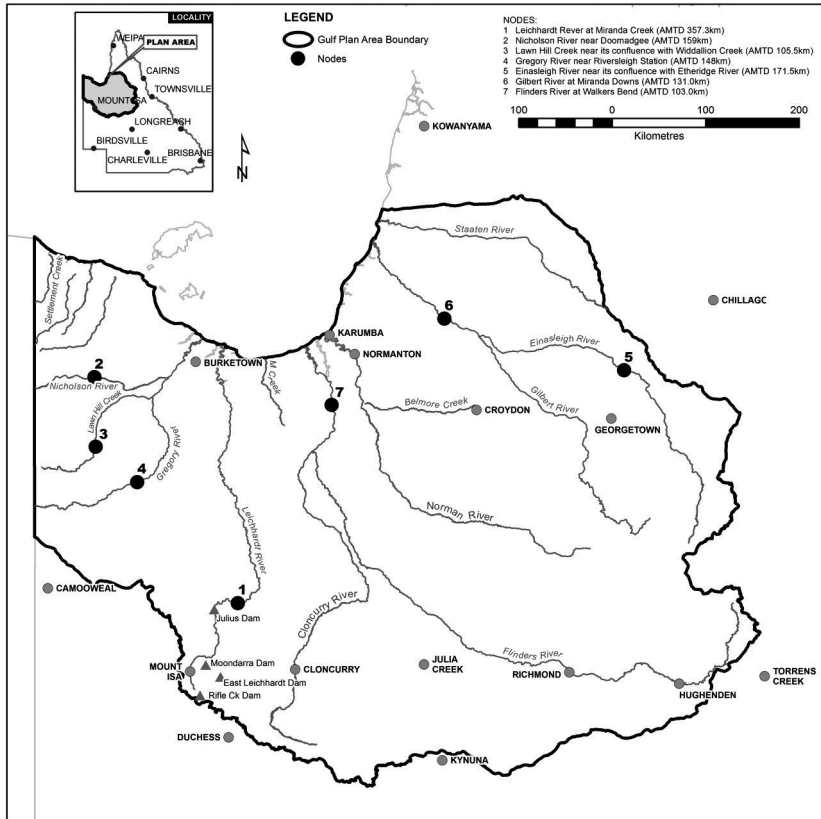 LOCALITY
WEIPA
PLAN AREA
CAIRNS
TOWNSVILLE
MOUNT ISA
LONGREACH
BIRDSVILLE
CHARLEVILLE
BRISBANE
N
LEGEND
Gulf Plan Area Boundary
Nodes
NODES:
1 Leichhardt Rever at Miranda Creek (AMTD 357.3km)
2 Nicholson River near Doomadgee (AMTD 159km)
3 Lawn Hill Creek near its confluence with Widdallion Creek (AMTD 105.5km)
4 Gregory River near Riversleigh Station (AMTD 148km)
5 Einasleigh River near its confluence with Etheridge River (AMTD 171.5km)
6 Gilbert River at Miranda Downs (AMTD 131.0km)
7 Flinders River at Walkers Bend (AMTD 103.0km)
100 0 100 200
Kilometres
KOWANYAMA
Staaten River
Settlement Creek
CHILLAGO
6
KARUMBA
Einasleigh River
NORMANTON
BURKETOWN
5
2
M Creek
Nicholson River
7
Lawn Hill Creek
Belmore Creek
CROYDON
Gilbert River
GEORGETOWN
3
Gregory River
4
Leichhardt River
Norman River
CAMOOWEAL
1
Julius Dam
Cloncurry River
Flinders River
MOUNT
ISA
Moondarra Dam
East Leichhardt Dam
Rifle Ck Dam
CLONCURRY
JULIA
CREEK
RICHMOND
TORRENS
CREEK
HUGHENDEN
DUCHESS
KYNUNA